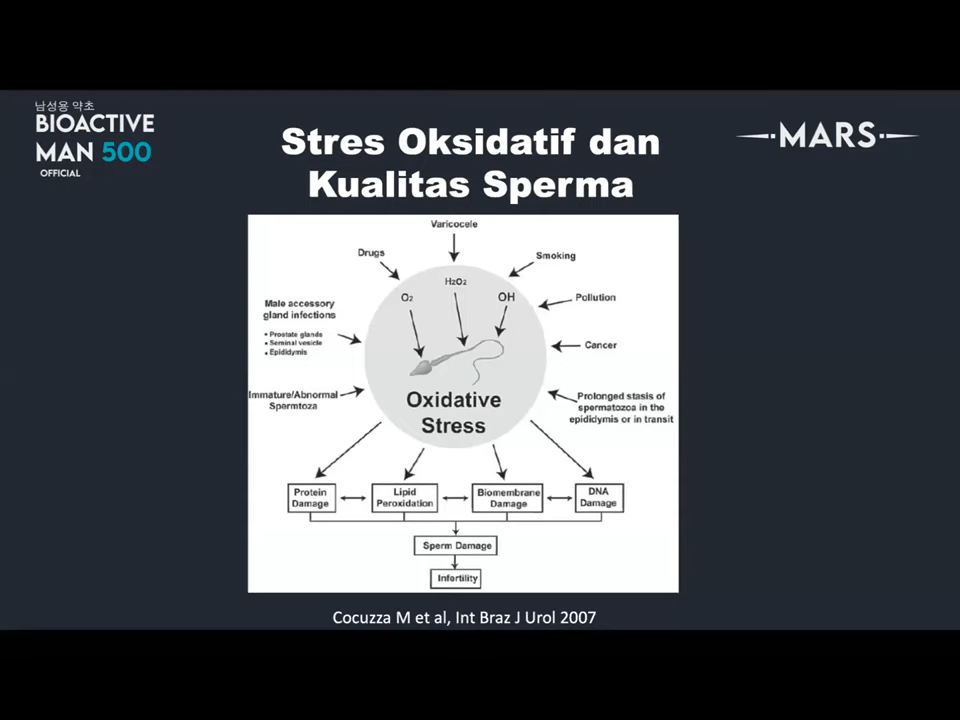 남성용 약초
BIOACTIVE
MAN 500
OFFICIAL
MARS
Stres Oksidatif dan
Kualitas Sperma
Varicocele
Drugs
Smoking
H2O2
O2
OH
Pollution
Male accessory
gland infections
• Prostate glands
• Seminal vesicle
• Epididymis
Cancer
Immature/Abnormal
Spermtoza
Prolonged stasis of
spermatozoa in the
epididymis or in transit
Oxidative
Stress
Protein
Damage
Lipid
Peroxidation
Biomembrane
Damage
DNA
Damage
Sperm Damage
Infertility
Cocuzza M et al, Int Braz J Urol 2007